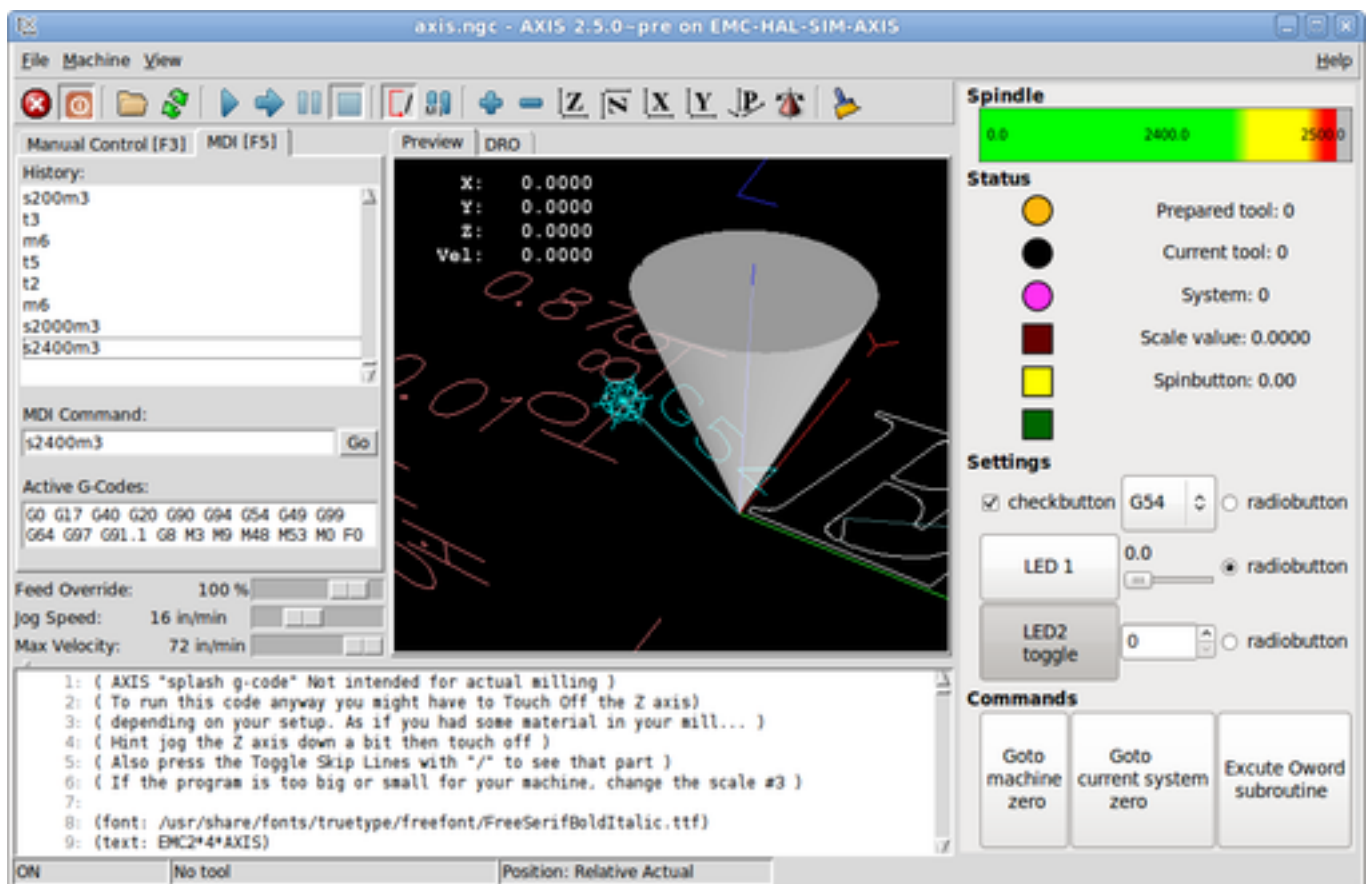 axis.ngc - AXIS 2.5.0~pre on EMC-HAL-SIM-AXIS
File Machine View Help
Z N X Y P
Manual Control [F3] MDI [F5]
History:
s200m3
t3
m6
t5
t2
m6
s2000m3
s2400m3
MDI Command:
s2400m3 Go
Active G-Codes:
G0 G17 G40 G20 G90 G94 G54 G49 G99
G64 G97 G91.1 G8 M3 M9 M48 M53 M0 F0
Feed Override: 100 %
Jog Speed: 16 in/min
Max Velocity: 72 in/min
Preview DRO
X: 0.0000
Y: 0.0000
Z: 0.0000
Vel: 0.0000
G54
Y
Spindle
0.0 2400.0 2500.0
Status
Prepared tool: 0
Current tool: 0
System: 0
Scale value: 0.0000
Spinbutton: 0.00
Settings
checkbutton G54 radiobutton
LED 1 0.0 radiobutton
LED2
toggle 0 radiobutton
Commands
Goto
machine
zero
Goto
current system
zero
Excute Oword
subroutine
1: ( AXIS "splash g-code" Not intended for actual milling )
2: ( To run this code anyway you might have to Touch Off the Z axis)
3: ( depending on your setup. As if you had some material in your mill... )
4: ( Hint jog the Z axis down a bit then touch off )
5: ( Also press the Toggle Skip Lines with "/" to see that part )
6: ( If the program is too big or small for your machine, change the scale #3 )
7:
8: (font: /usr/share/fonts/truetype/freefont/FreeSerifBoldItalic.ttf)
9: (text: EMC2*4*AXIS)
ON No tool Position: Relative Actual